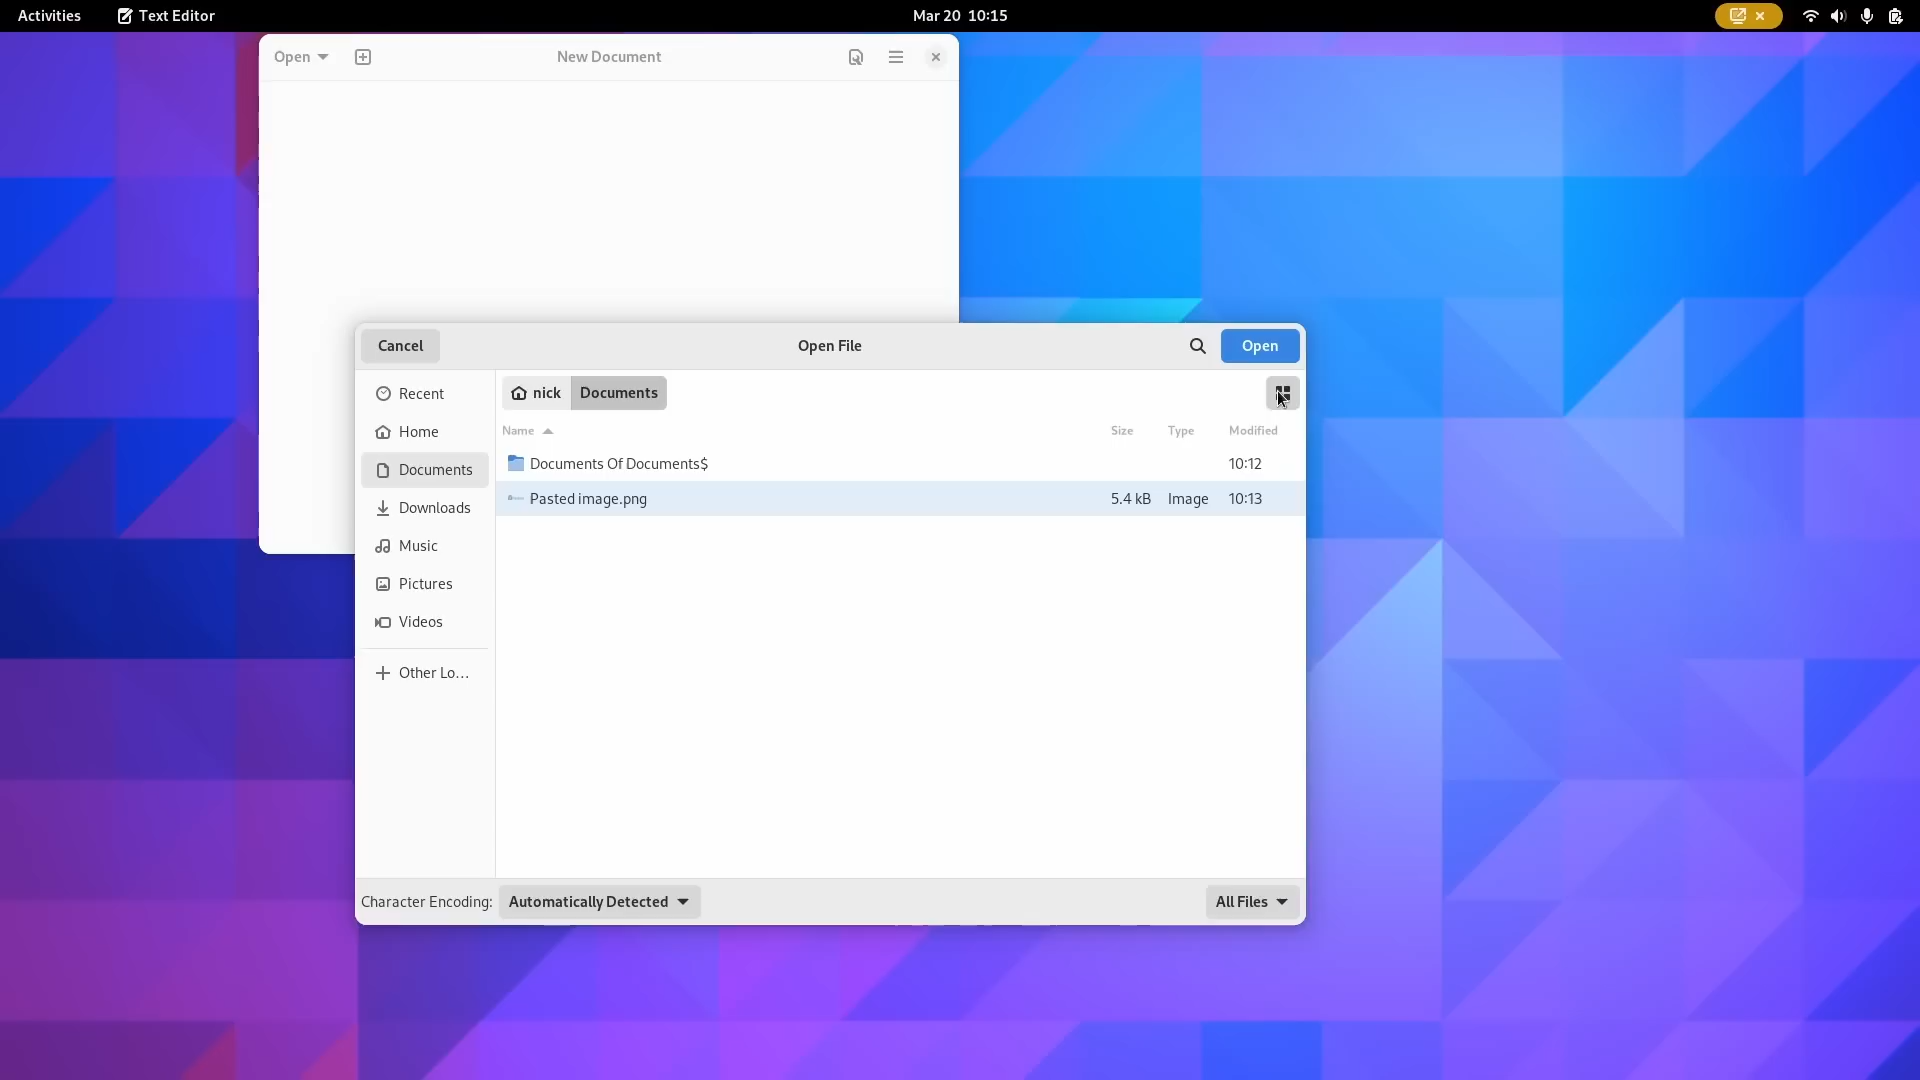 Activities Text Editor Mar 20 10:15
Open New Document
Cancel Open File Open
Recent
Home
Documents
Downloads
Music
Pictures
Videos
Other Lo...
nick Documents
Name Size Type Modified
Documents Of Documents$ 10:12
Pasted image.png 5.4 kB Image 10:13
Character Encoding: Automatically Detected All Files